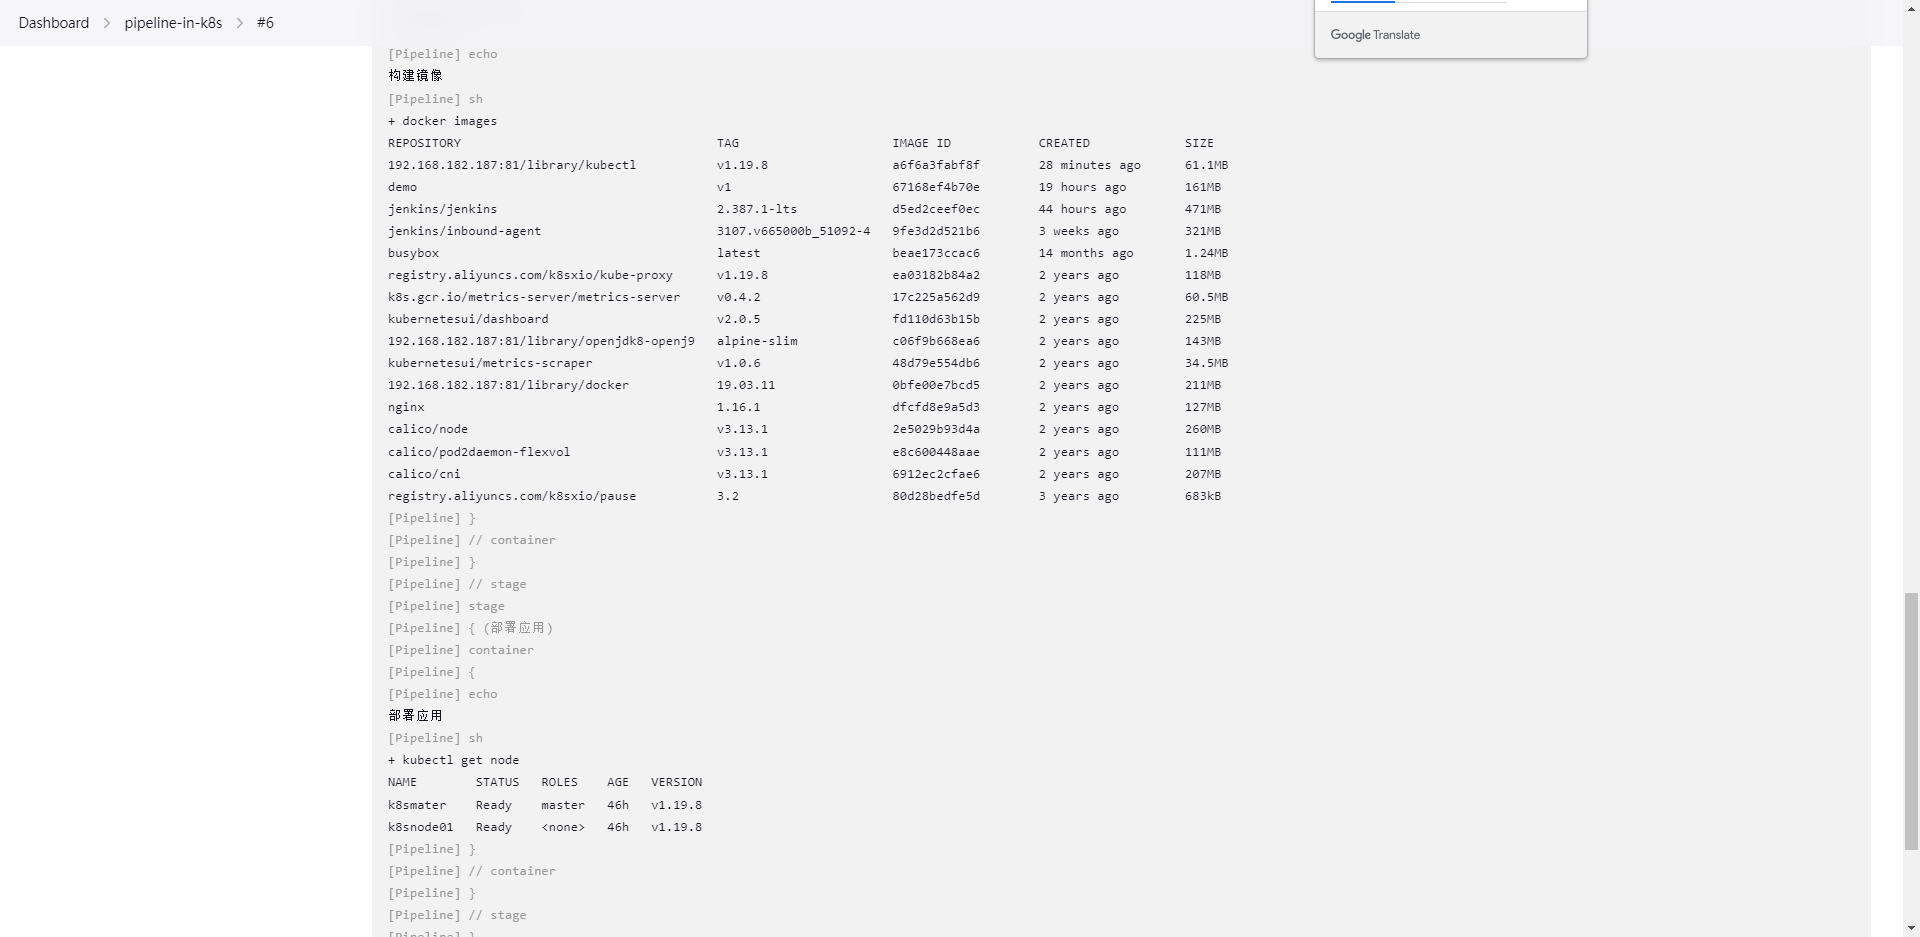 Dashboard > pipeline-in-k8s > #6
Google Translate
[Pipeline] echo
构建镜像
[Pipeline] sh
+ docker images
REPOSITORY TAG IMAGE ID CREATED SIZE
192.168.182.187:81/library/kubectl v1.19.8 a6f6a3fabf8f 28 minutes ago 61.1MB
demo v1 67168ef4b70e 19 hours ago 161MB
jenkins/jenkins 2.387.1-lts d5ed2ceef0ec 44 hours ago 471MB
jenkins/inbound-agent 3107.v665000b_51092-4 9fe3d2d521b6 3 weeks ago 321MB
busybox latest beae173ccac6 14 months ago 1.24MB
registry.aliyuncs.com/k8sxio/kube-proxy v1.19.8 ea03182b84a2 2 years ago 118MB
k8s.gcr.io/metrics-server/metrics-server v0.4.2 17c225a562d9 2 years ago 60.5MB
kubernetesui/dashboard v2.0.5 fd110d63b15b 2 years ago 225MB
192.168.182.187:81/library/openjdk8-openj9 alpine-slim c06f9b668ea6 2 years ago 143MB
kubernetesui/metrics-scraper v1.0.6 48d79e554db6 2 years ago 34.5MB
192.168.182.187:81/library/docker 19.03.11 0bfe00e7bcd5 2 years ago 211MB
nginx 1.16.1 dfcfd8e9a5d3 2 years ago 127MB
calico/node v3.13.1 2e5029b93d4a 2 years ago 260MB
calico/pod2daemon-flexvol v3.13.1 e8c600448aae 2 years ago 111MB
calico/cni v3.13.1 6912ec2cfae6 2 years ago 207MB
registry.aliyuncs.com/k8sxio/pause 3.2 80d28bedfe5d 3 years ago 683kB
[Pipeline] }
[Pipeline] // container
[Pipeline] }
[Pipeline] // stage
[Pipeline] stage
[Pipeline] { (部署应用)
[Pipeline] container
[Pipeline] {
[Pipeline] echo
部署应用
[Pipeline] sh
+ kubectl get node
NAME STATUS ROLES AGE VERSION
k8smater Ready master 46h v1.19.8
k8snode01 Ready <none> 46h v1.19.8
[Pipeline] }
[Pipeline] // container
[Pipeline] }
[Pipeline] // stage
[Pipeline] }